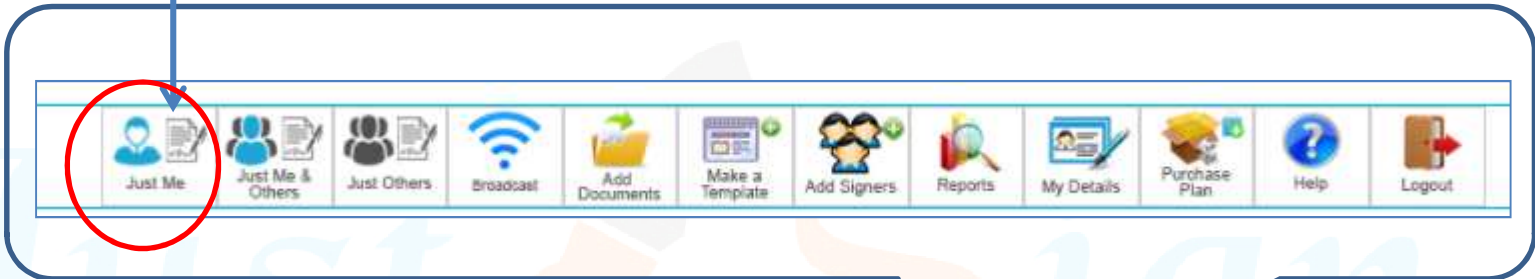 Just Me
Just Me &
Others
Just Others
Broadcast
Add
Documents
Make a
Template
Add Signers
Reports
My Details
Purchase
Plan
Help
Logout